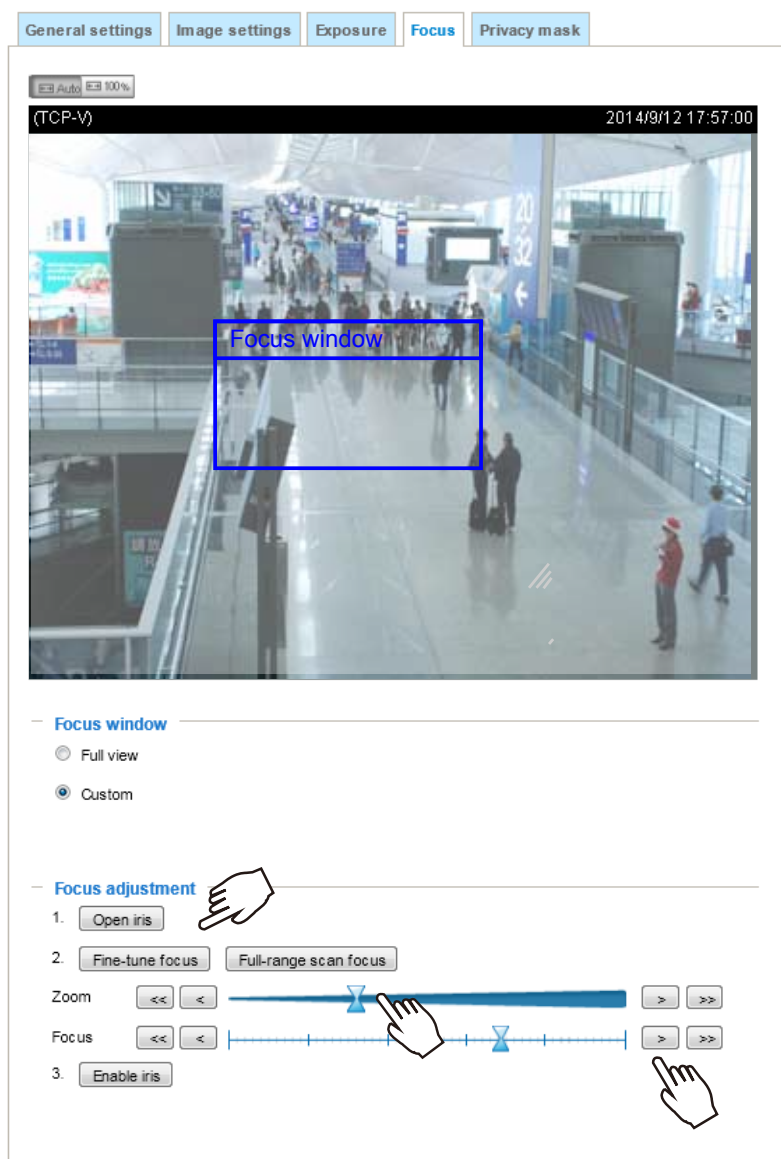 General settings Image settings Exposure Focus Privacy mask
Auto 100%
(TCP-V) 2014/9/12 17:57:00
20
32
Focus window
Focus window
Full view
Custom
Focus adjustment
1. Open iris
2. Fine-tune focus Full-range scan focus
Zoom << < > >>
Focus << < > >>
3. Enable iris